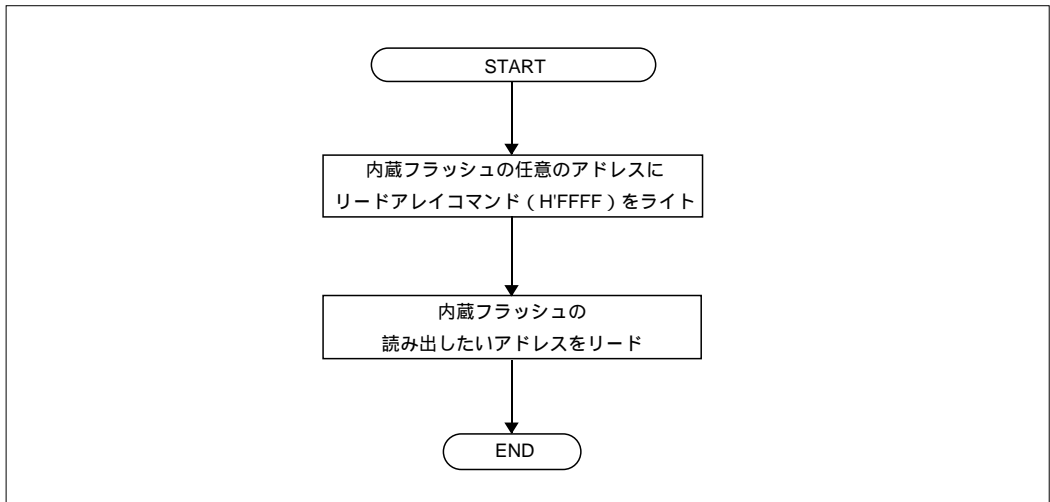 START
内蔵フラッシュの任意のアドレスに
リードアレイコマンド ( H'FFFF ) をライト
内蔵フラッシュの
読み出したいアドレスをリード
END